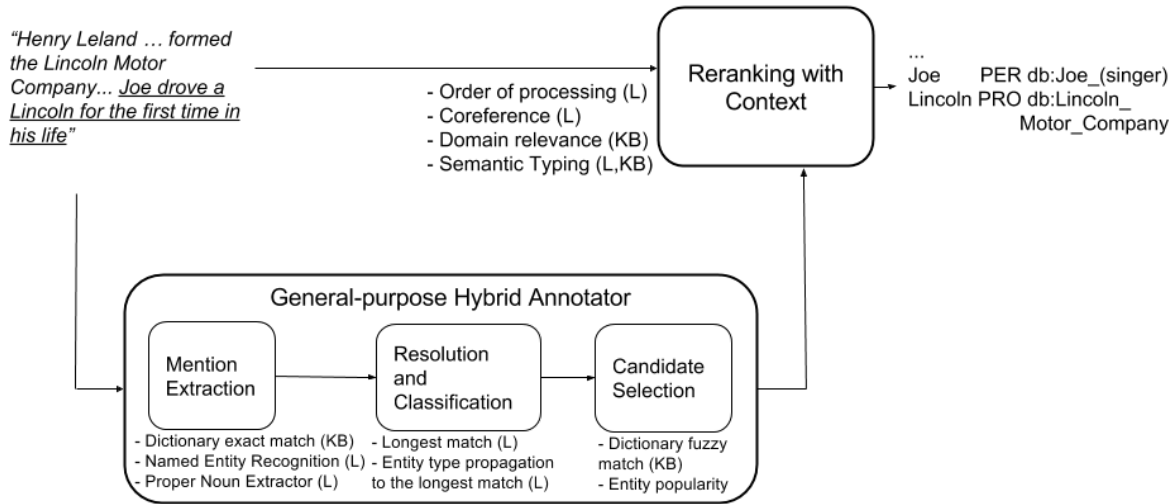 “Henry Leland ... formed
the Lincoln Motor
Company... Joe drove a
Lincoln for the first time in
his life”
- Order of processing (L)
- Coreference (L)
- Domain relevance (KB)
- Semantic Typing (L,KB)
Reranking with
Context
...
Joe PER db:Joe_(singer)
Lincoln PRO db:Lincoln_
Motor_Company
General-purpose Hybrid Annotator
Mention
Extraction
- Dictionary exact match (KB)
- Named Entity Recognition (L)
- Proper Noun Extractor (L)
Resolution
and
Classification
- Longest match (L)
- Entity type propagation
to the longest match (L)
Candidate
Selection
- Dictionary fuzzy
match (KB)
- Entity popularity